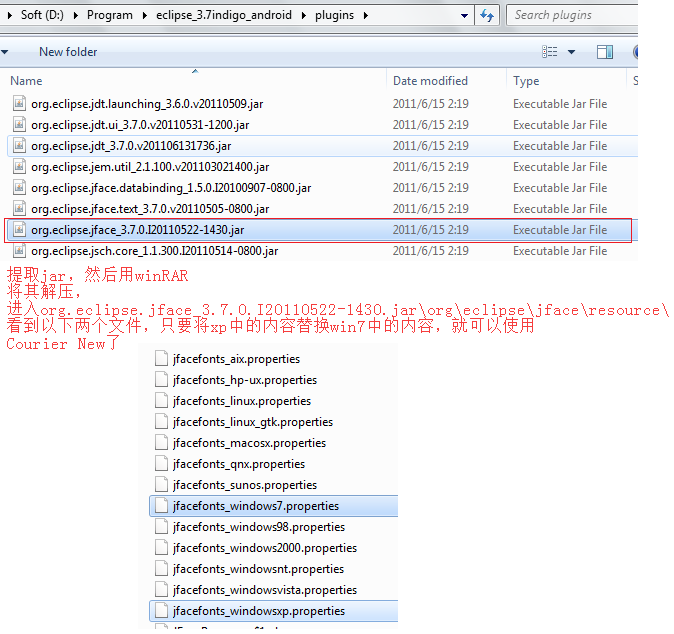 Soft (D:) Program eclipse_3.7indigo_android plugins Search plugins
New folder
Name Date modified Type S
org.eclipse.jdt.launching_3.6.0.v20110509.jar 2011/6/15 2:19 Executable Jar File
org.eclipse.jdt.ui_3.7.0.v20110531-1200.jar 2011/6/15 2:19 Executable Jar File
org.eclipse.jdt_3.7.0.v201106131736.jar 2011/6/15 2:19 Executable Jar File
org.eclipse.jem.util_2.1.100.v201103021400.jar 2011/6/15 2:19 Executable Jar File
org.eclipse.jface.databinding_1.5.0.I20100907-0800.jar 2011/6/15 2:19 Executable Jar File
org.eclipse.jface.text_3.7.0.v20110505-0800.jar 2011/6/15 2:19 Executable Jar File
org.eclipse.jface_3.7.0.I20110522-1430.jar 2011/6/15 2:19 Executable Jar File
org.eclipse.jsch.core_1.1.300.I20110514-0800.jar 2011/6/15 2:19 Executable Jar File
提取jar，然后用winRAR
将其解压，
进入org.eclipse.jface_3.7.0.I20110522-1430.jar\org\eclipse\jface\resource\
看到以下两个文件，只要将xp中的内容替换win7中的内容，就可以使用
Courier New了
jfacefonts_aix.properties
jfacefonts_hp-ux.properties
jfacefonts_linux.properties
jfacefonts_linux_gtk.properties
jfacefonts_macosx.properties
jfacefonts_qnx.properties
jfacefonts_sunos.properties
jfacefonts_windows7.properties
jfacefonts_windows98.properties
jfacefonts_windows2000.properties
jfacefonts_windowsnt.properties
jfacefonts_windowsvista.properties
jfacefonts_windowsxp.properties